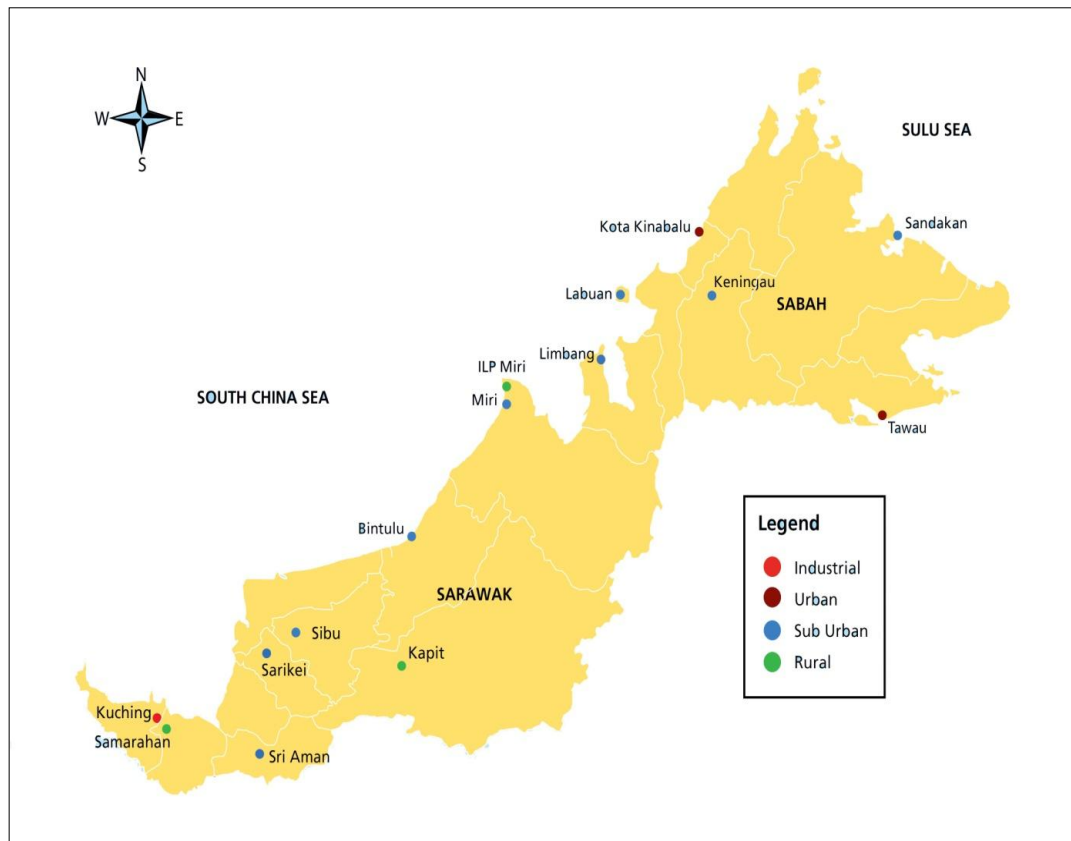 N
W E
S
SULU SEA
Kota Kinabalu
Sandakan
Labuan
Keningau
SABAH
Limbang
ILP Miri
Miri
SOUTH CHINA SEA
Tawau
Bintulu
SARAWAK
Sibu
Sarikei
Kapit
Kuching
Samarahan
Sri Aman
Legend
Industrial
Urban
Sub Urban
Rural